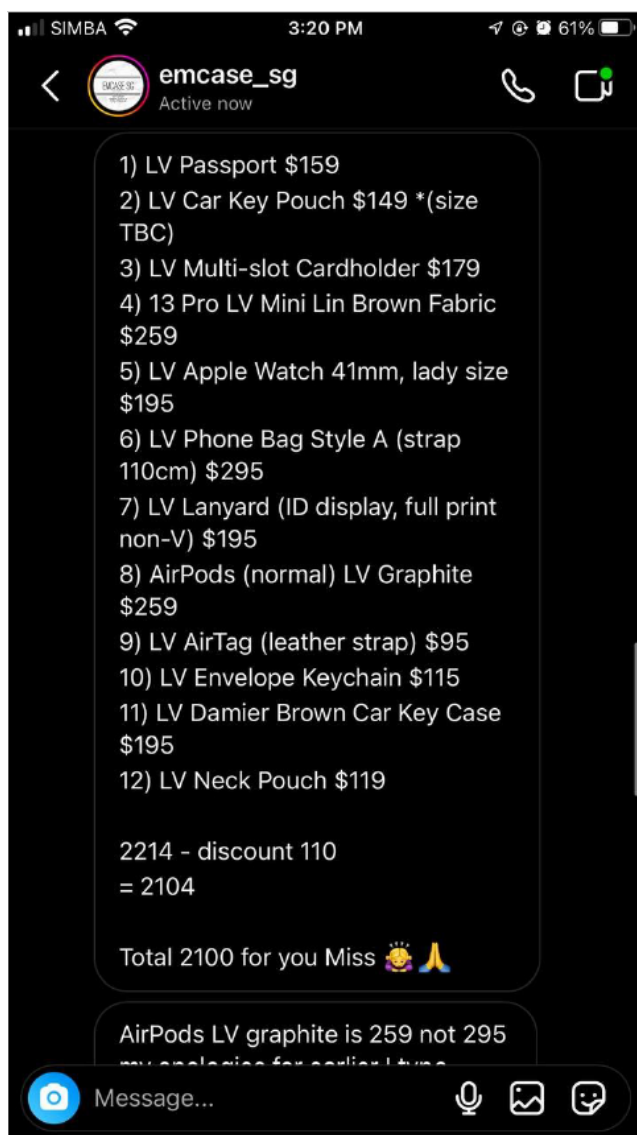 SIMBA 3:20 PM 61%
emcase_sg
Active now
1) LV Passport $159
2) LV Car Key Pouch $149 *(size
TBC)
3) LV Multi-slot Cardholder $179
4) 13 Pro LV Mini Lin Brown Fabric
$259
5) LV Apple Watch 41mm, lady size
$195
6) LV Phone Bag Style A (strap
110cm) $295
7) LV Lanyard (ID display, full print
non-V) $195
8) AirPods (normal) LV Graphite
$259
9) LV AirTag (leather strap) $95
10) LV Envelope Keychain $115
11) LV Damier Brown Car Key Case
$195
12) LV Neck Pouch $119
2214 - discount 110
= 2104
Total 2100 for you Miss 🙇‍♀️🙏
AirPods LV graphite is 259 not 295
my apologies for earlier I type
Message...